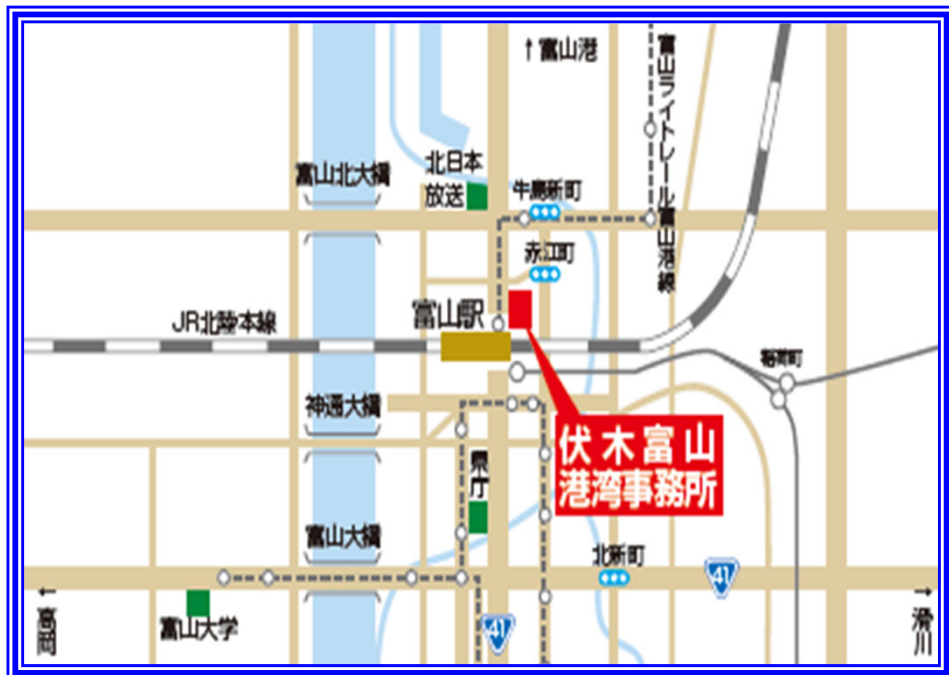 ↑富山港
富山ライトレール富山港線
北日本
放送
富山北大橋
牛島新町
赤江町
富山駅
JR北陸本線
稲荷町
神通大橋
伏木富山
港湾事務所
県庁
富山大橋
北新町
41
41
←高岡
富山大学
→滑川